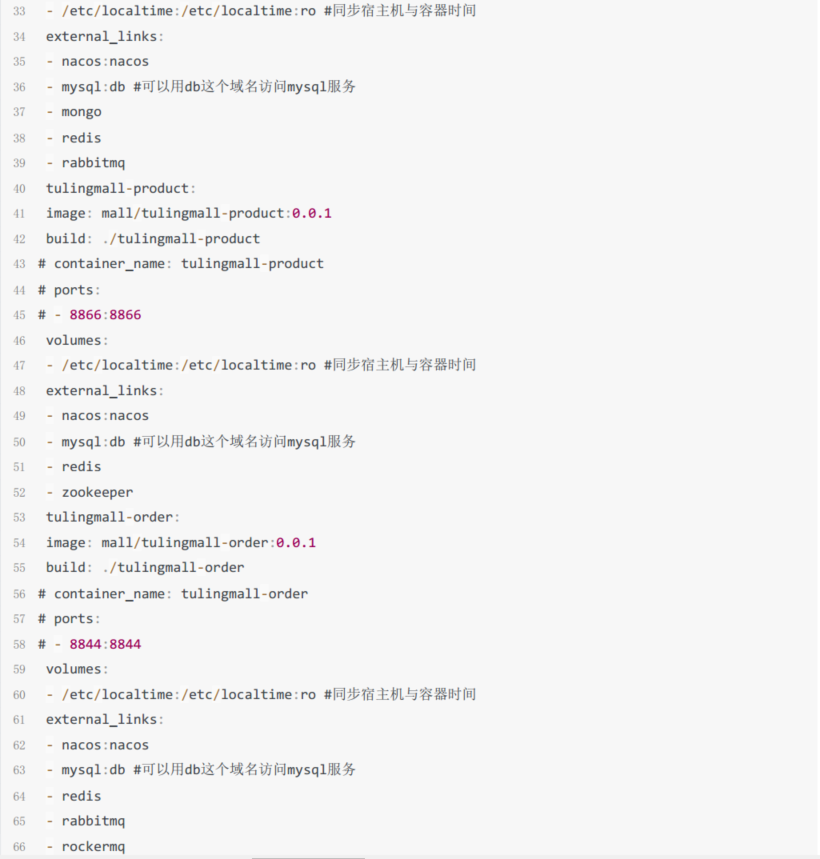 33 - /etc/localtime:/etc/localtime:ro #同步宿主机与容器时间
34 external_links:
35 - nacos:nacos
36 - mysql:db #可以用db这个域名访问mysql服务
37 - mongo
38 - redis
39 - rabbitmq
40 tulingmall-product:
41 image: mall/tulingmall-product:0.0.1
42 build: ./tulingmall-product
43 # container_name: tulingmall-product
44 # ports:
45 # - 8866:8866
46 volumes:
47 - /etc/localtime:/etc/localtime:ro #同步宿主机与容器时间
48 external_links:
49 - nacos:nacos
50 - mysql:db #可以用db这个域名访问mysql服务
51 - redis
52 - zookeeper
53 tulingmall-order:
54 image: mall/tulingmall-order:0.0.1
55 build: ./tulingmall-order
56 # container_name: tulingmall-order
57 # ports:
58 # - 8844:8844
59 volumes:
60 - /etc/localtime:/etc/localtime:ro #同步宿主机与容器时间
61 external_links:
62 - nacos:nacos
63 - mysql:db #可以用db这个域名访问mysql服务
64 - redis
65 - rabbitmq
66 - rockermq